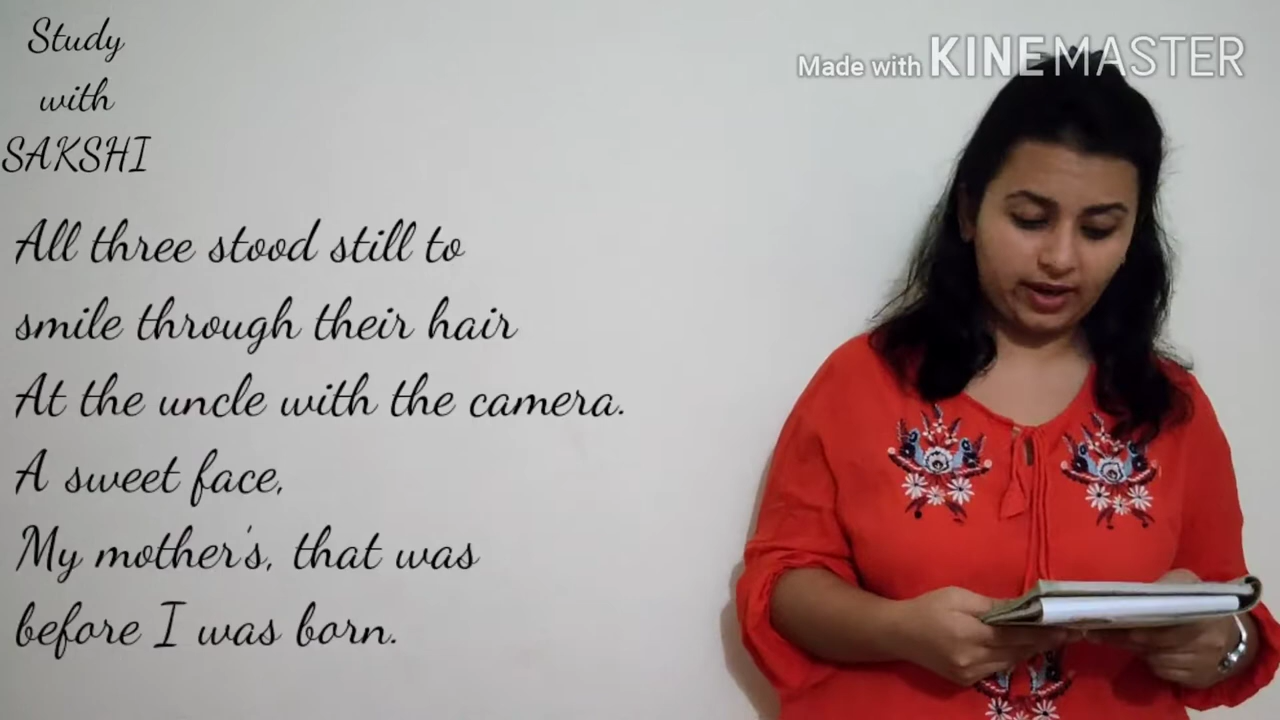 Study
with
SAKSHI
Made with KINEMASTER
All three stood still to
smile through their hair
At the uncle with the camera.
A sweet face,
My mother's, that was
before I was born.